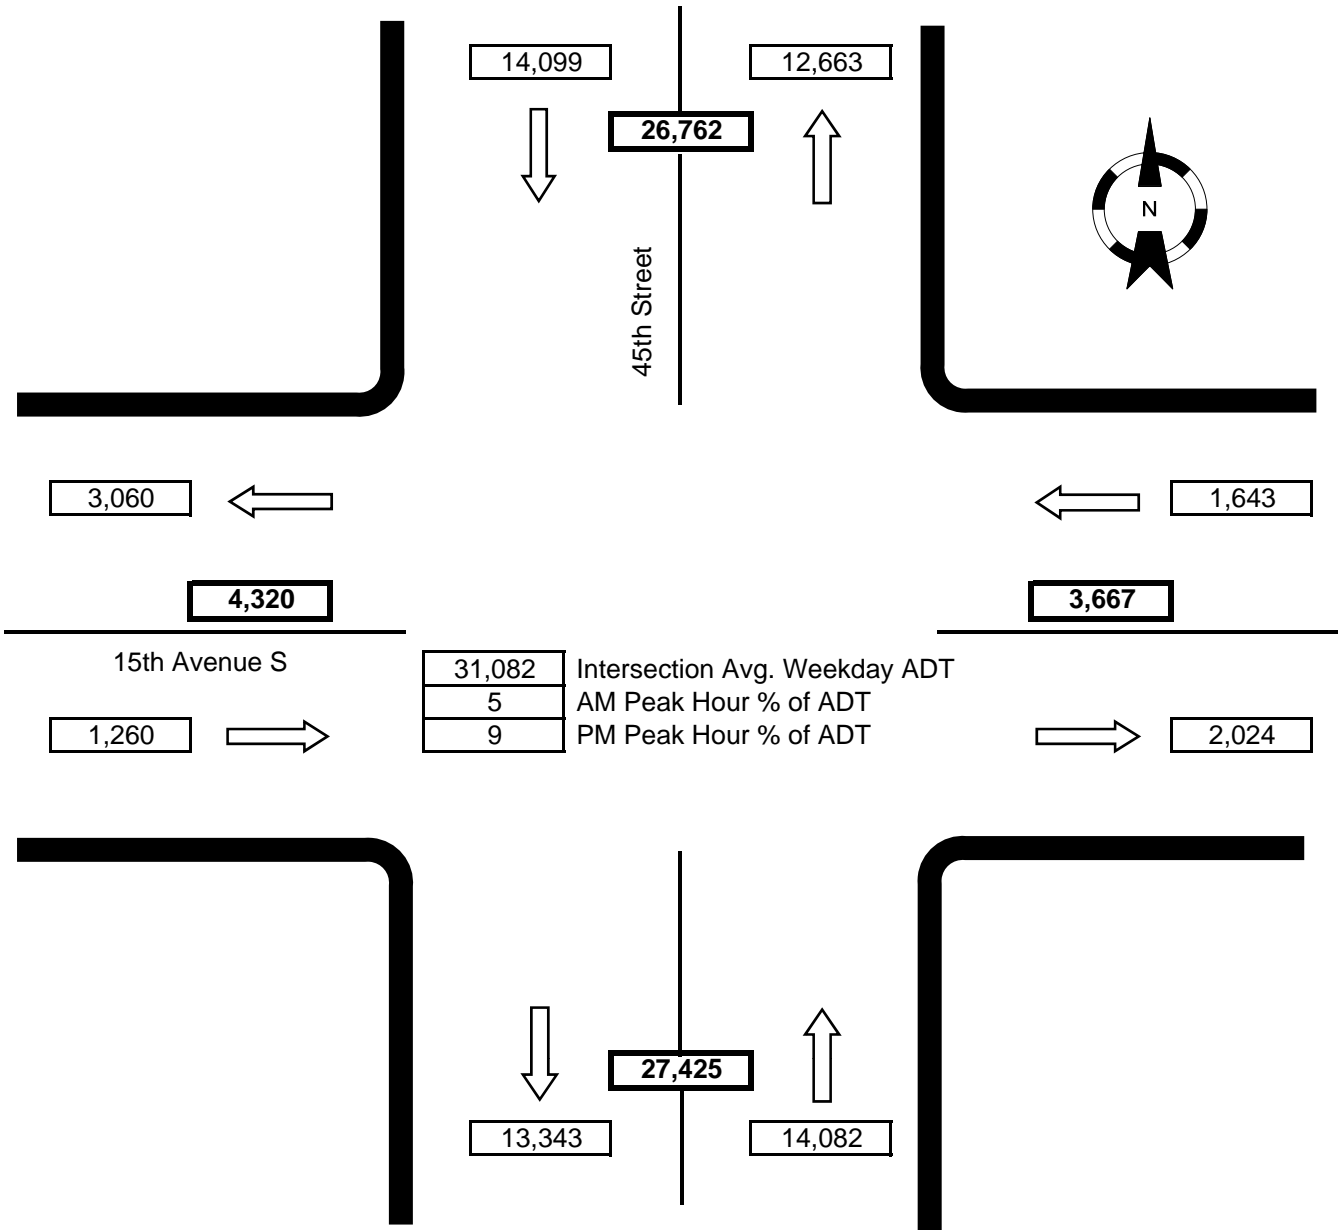 14,099
12,663
26,762
N
45th Street
3,060
1,643
4,320
3,667
15th Avenue S
31,082 Intersection Avg. Weekday ADT
5 AM Peak Hour % of ADT
9 PM Peak Hour % of ADT
1,260
2,024
27,425
13,343
14,082